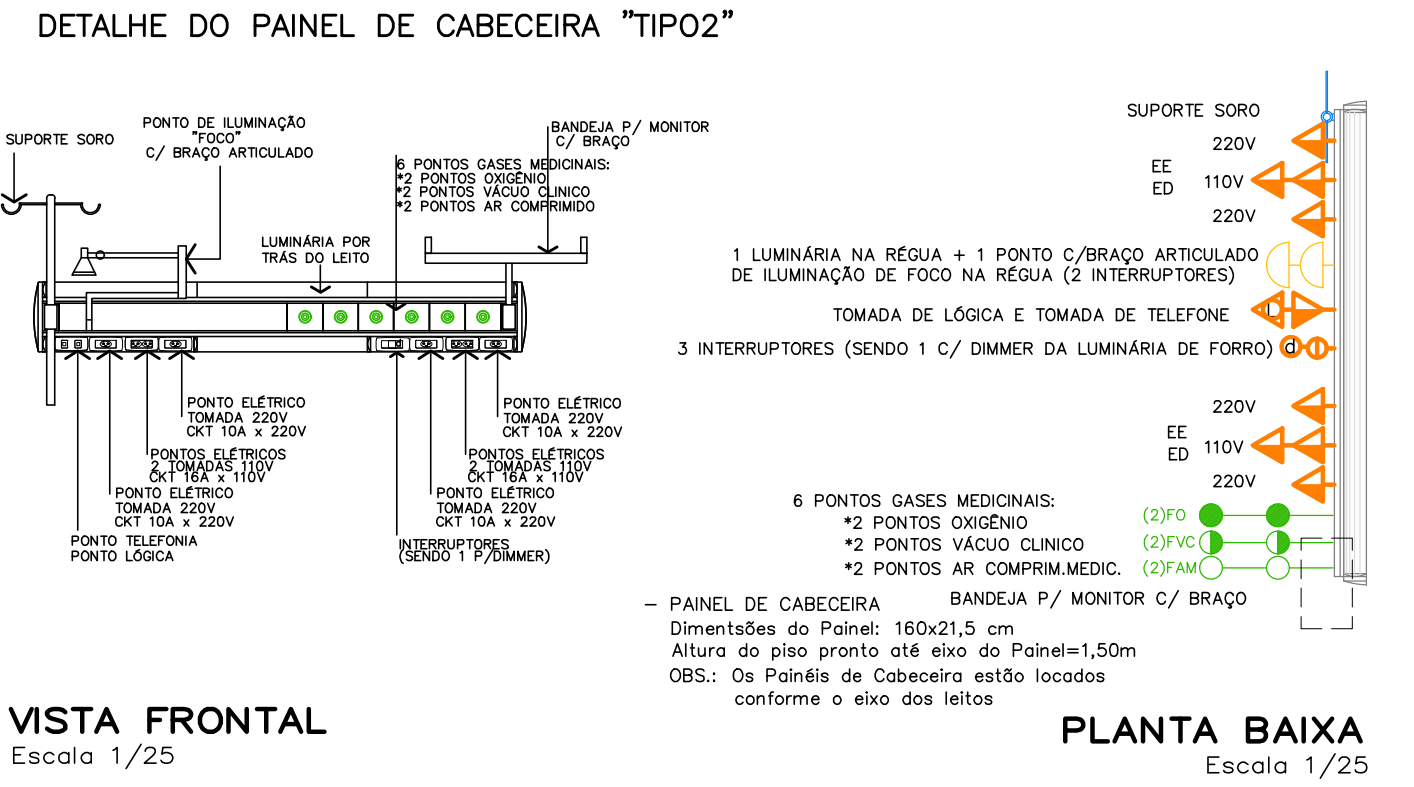 DETALHE DO PAINEL DE CABECEIRA "TIPO2"
SUPORTE SORO
PONTO DE ILUMINAÇÃO
"FOCO"
C/ BRAÇO ARTICULADO
LUMINÁRIA POR
TRÁS DO LEITO
6 PONTOS GASES MEDICINAIS:
*2 PONTOS OXIGÊNIO
*2 PONTOS VÁCUO CLINICO
*2 PONTOS AR COMPRIMIDO
BANDEJA P/ MONITOR
C/ BRAÇO
PONTO ELÉTRICO
TOMADA 220V
CKT 10A x 220V
PONTOS ELÉTRICOS
2 TOMADAS 110V
CKT 16A x 110V
PONTO ELÉTRICO
TOMADA 220V
CKT 10A x 220V
PONTO TELEFONIA
PONTO LÓGICA
PONTO ELÉTRICO
TOMADA 220V
CKT 10A x 220V
PONTOS ELÉTRICOS
2 TOMADAS 110V
CKT 16A x 110V
PONTO ELÉTRICO
TOMADA 220V
CKT 10A x 220V
INTERRUPTORES
(SENDO 1 P/DIMMER)
VISTA FRONTAL
Escala 1/25
SUPORTE SORO
220V
EE
ED
110V
220V
1 LUMINÁRIA NA RÉGUA + 1 PONTO C/BRAÇO ARTICULADO
DE ILUMINAÇÃO DE FOCO NA RÉGUA (2 INTERRUPTORES)
TOMADA DE LÓGICA E TOMADA DE TELEFONE
L
3 INTERRUPTORES (SENDO 1 C/ DIMMER DA LUMINÁRIA DE FORRO)
d
220V
EE
ED
110V
220V
6 PONTOS GASES MEDICINAIS:
*2 PONTOS OXIGÊNIO
(2)FO
*2 PONTOS VÁCUO CLINICO
(2)FVC
*2 PONTOS AR COMPRIM.MEDIC.
(2)FAM
BANDEJA P/ MONITOR C/ BRAÇO
– PAINEL DE CABECEIRA
Dimentsões do Painel: 160x21,5 cm
Altura do piso pronto até eixo do Painel=1,50m
OBS.: Os Painéis de Cabeceira estão locados
conforme o eixo dos leitos
PLANTA BAIXA
Escala 1/25